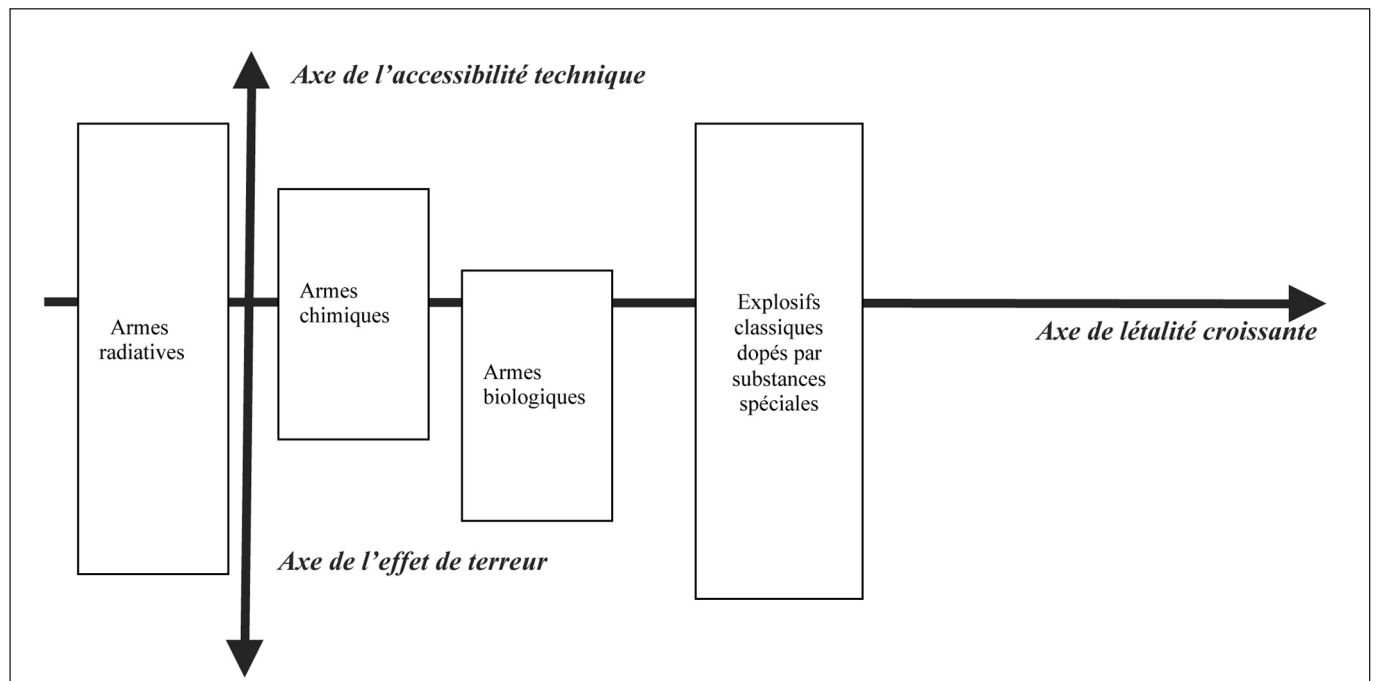 Axe de l’accessibilité technique
Armes
radiatives
Armes
chimiques
Armes
biologiques
Explosifs
classiques
dopés par
substances
spéciales
Axe de létalité croissante
Axe de l’effet de terreur